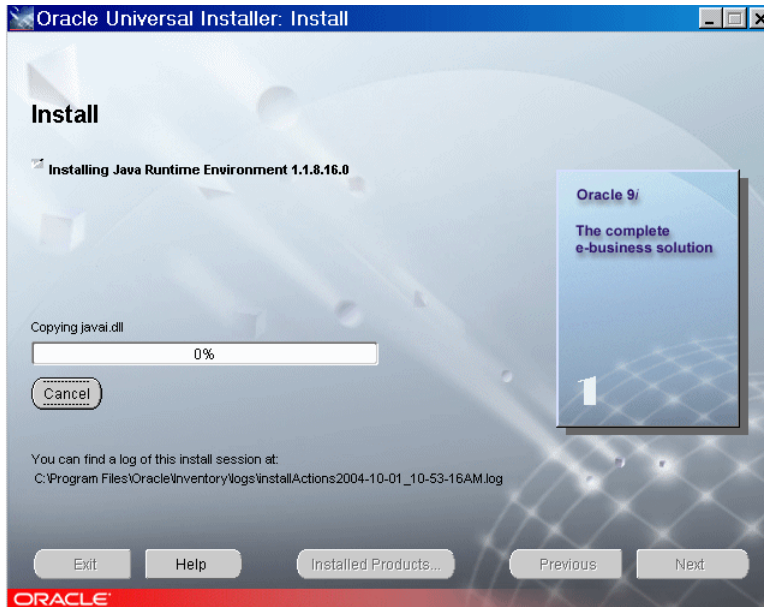 Oracle Universal Installer: Install
Install
Installing Java Runtime Environment 1.1.8.16.0
Oracle 9i
The complete
e-business solution
Copying javai.dll
0%
Cancel
1
You can find a log of this install session at:
C:\Program Files\Oracle\Inventory\logs\installActions2004-10-01_10-53-16AM.log
Exit Help Installed Products... Previous Next
ORACLE